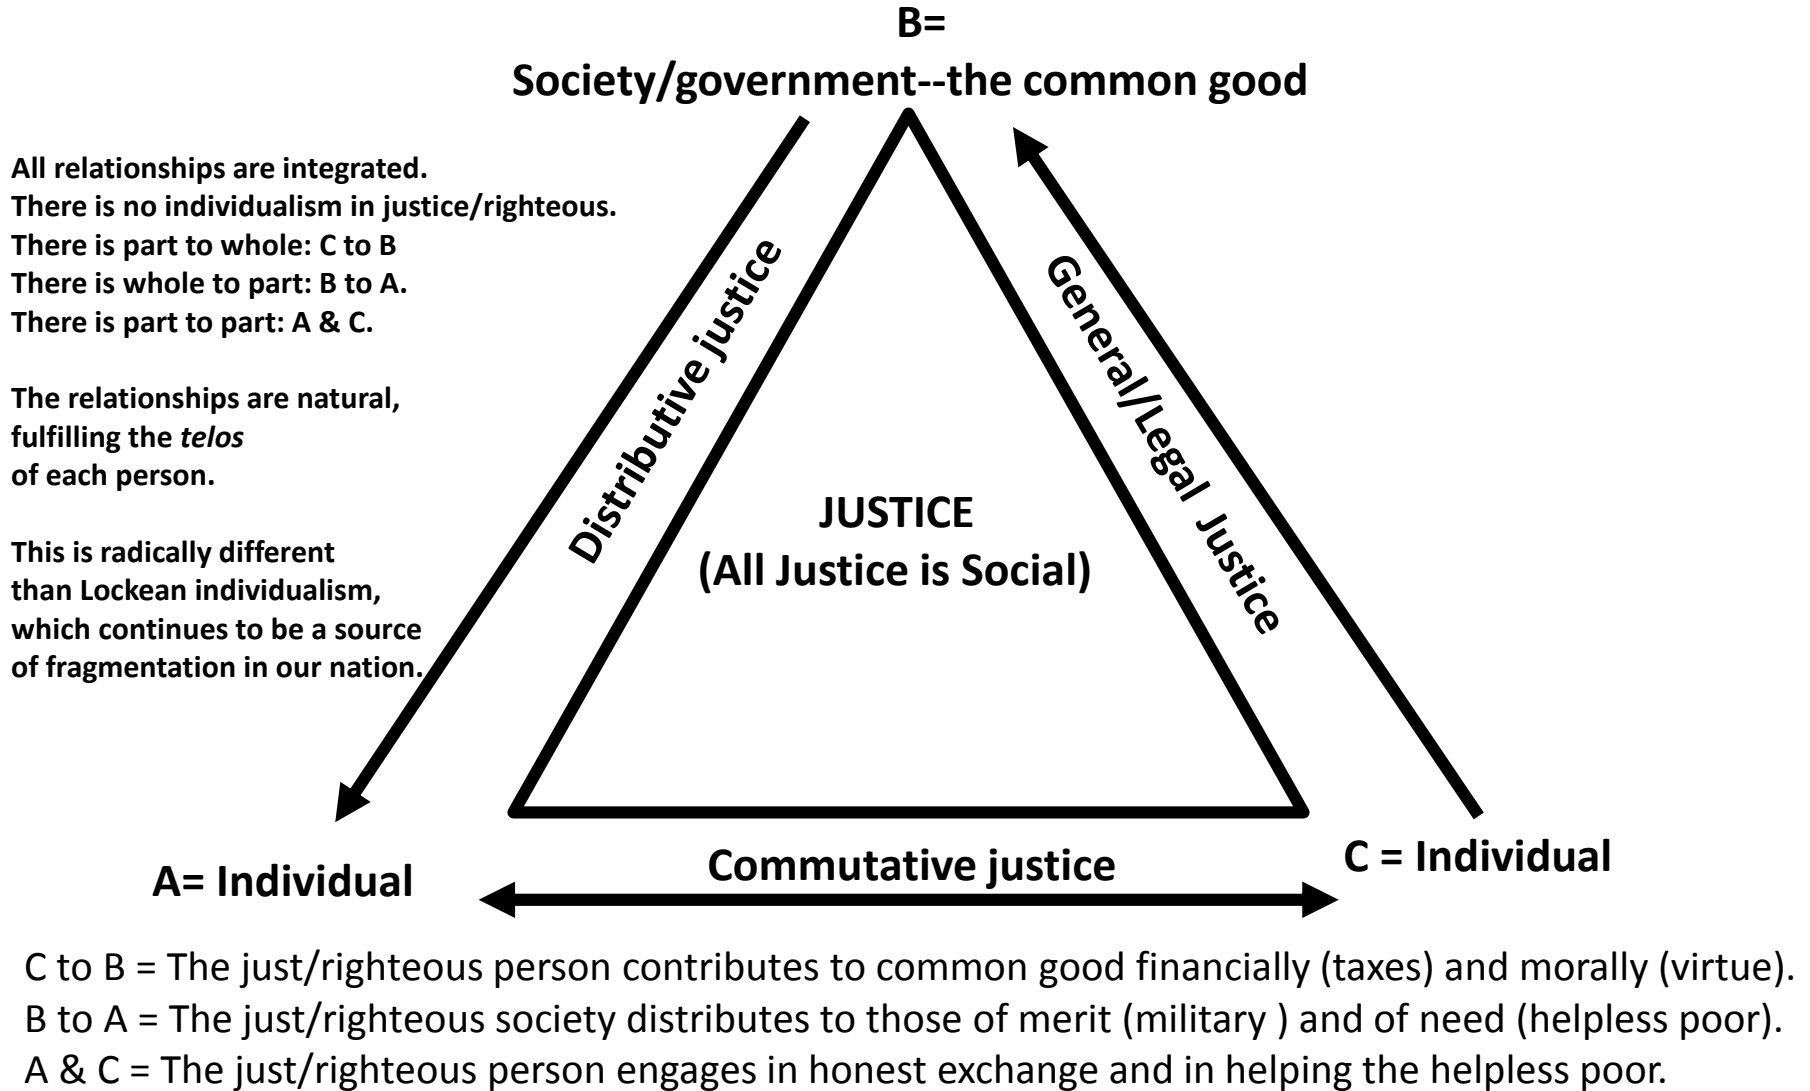 B=
Society/government--the common good
All relationships are integrated.
There is no individualism in justice/righteous.
There is part to whole: C to B
There is whole to part: B to A.
There is part to part: A & C.
The relationships are natural,
fulfilling the telos
of each person.
This is radically different
than Lockean individualism,
which continues to be a source
of fragmentation in our nation.
Distributive justice
General/Legal Justice
JUSTICE
(All Justice is Social)
A= Individual
Commutative justice
C = Individual
C to B = The just/righteous person contributes to common good financially (taxes) and morally (virtue).
B to A = The just/righteous society distributes to those of merit (military ) and of need (helpless poor).
A & C = The just/righteous person engages in honest exchange and in helping the helpless poor.